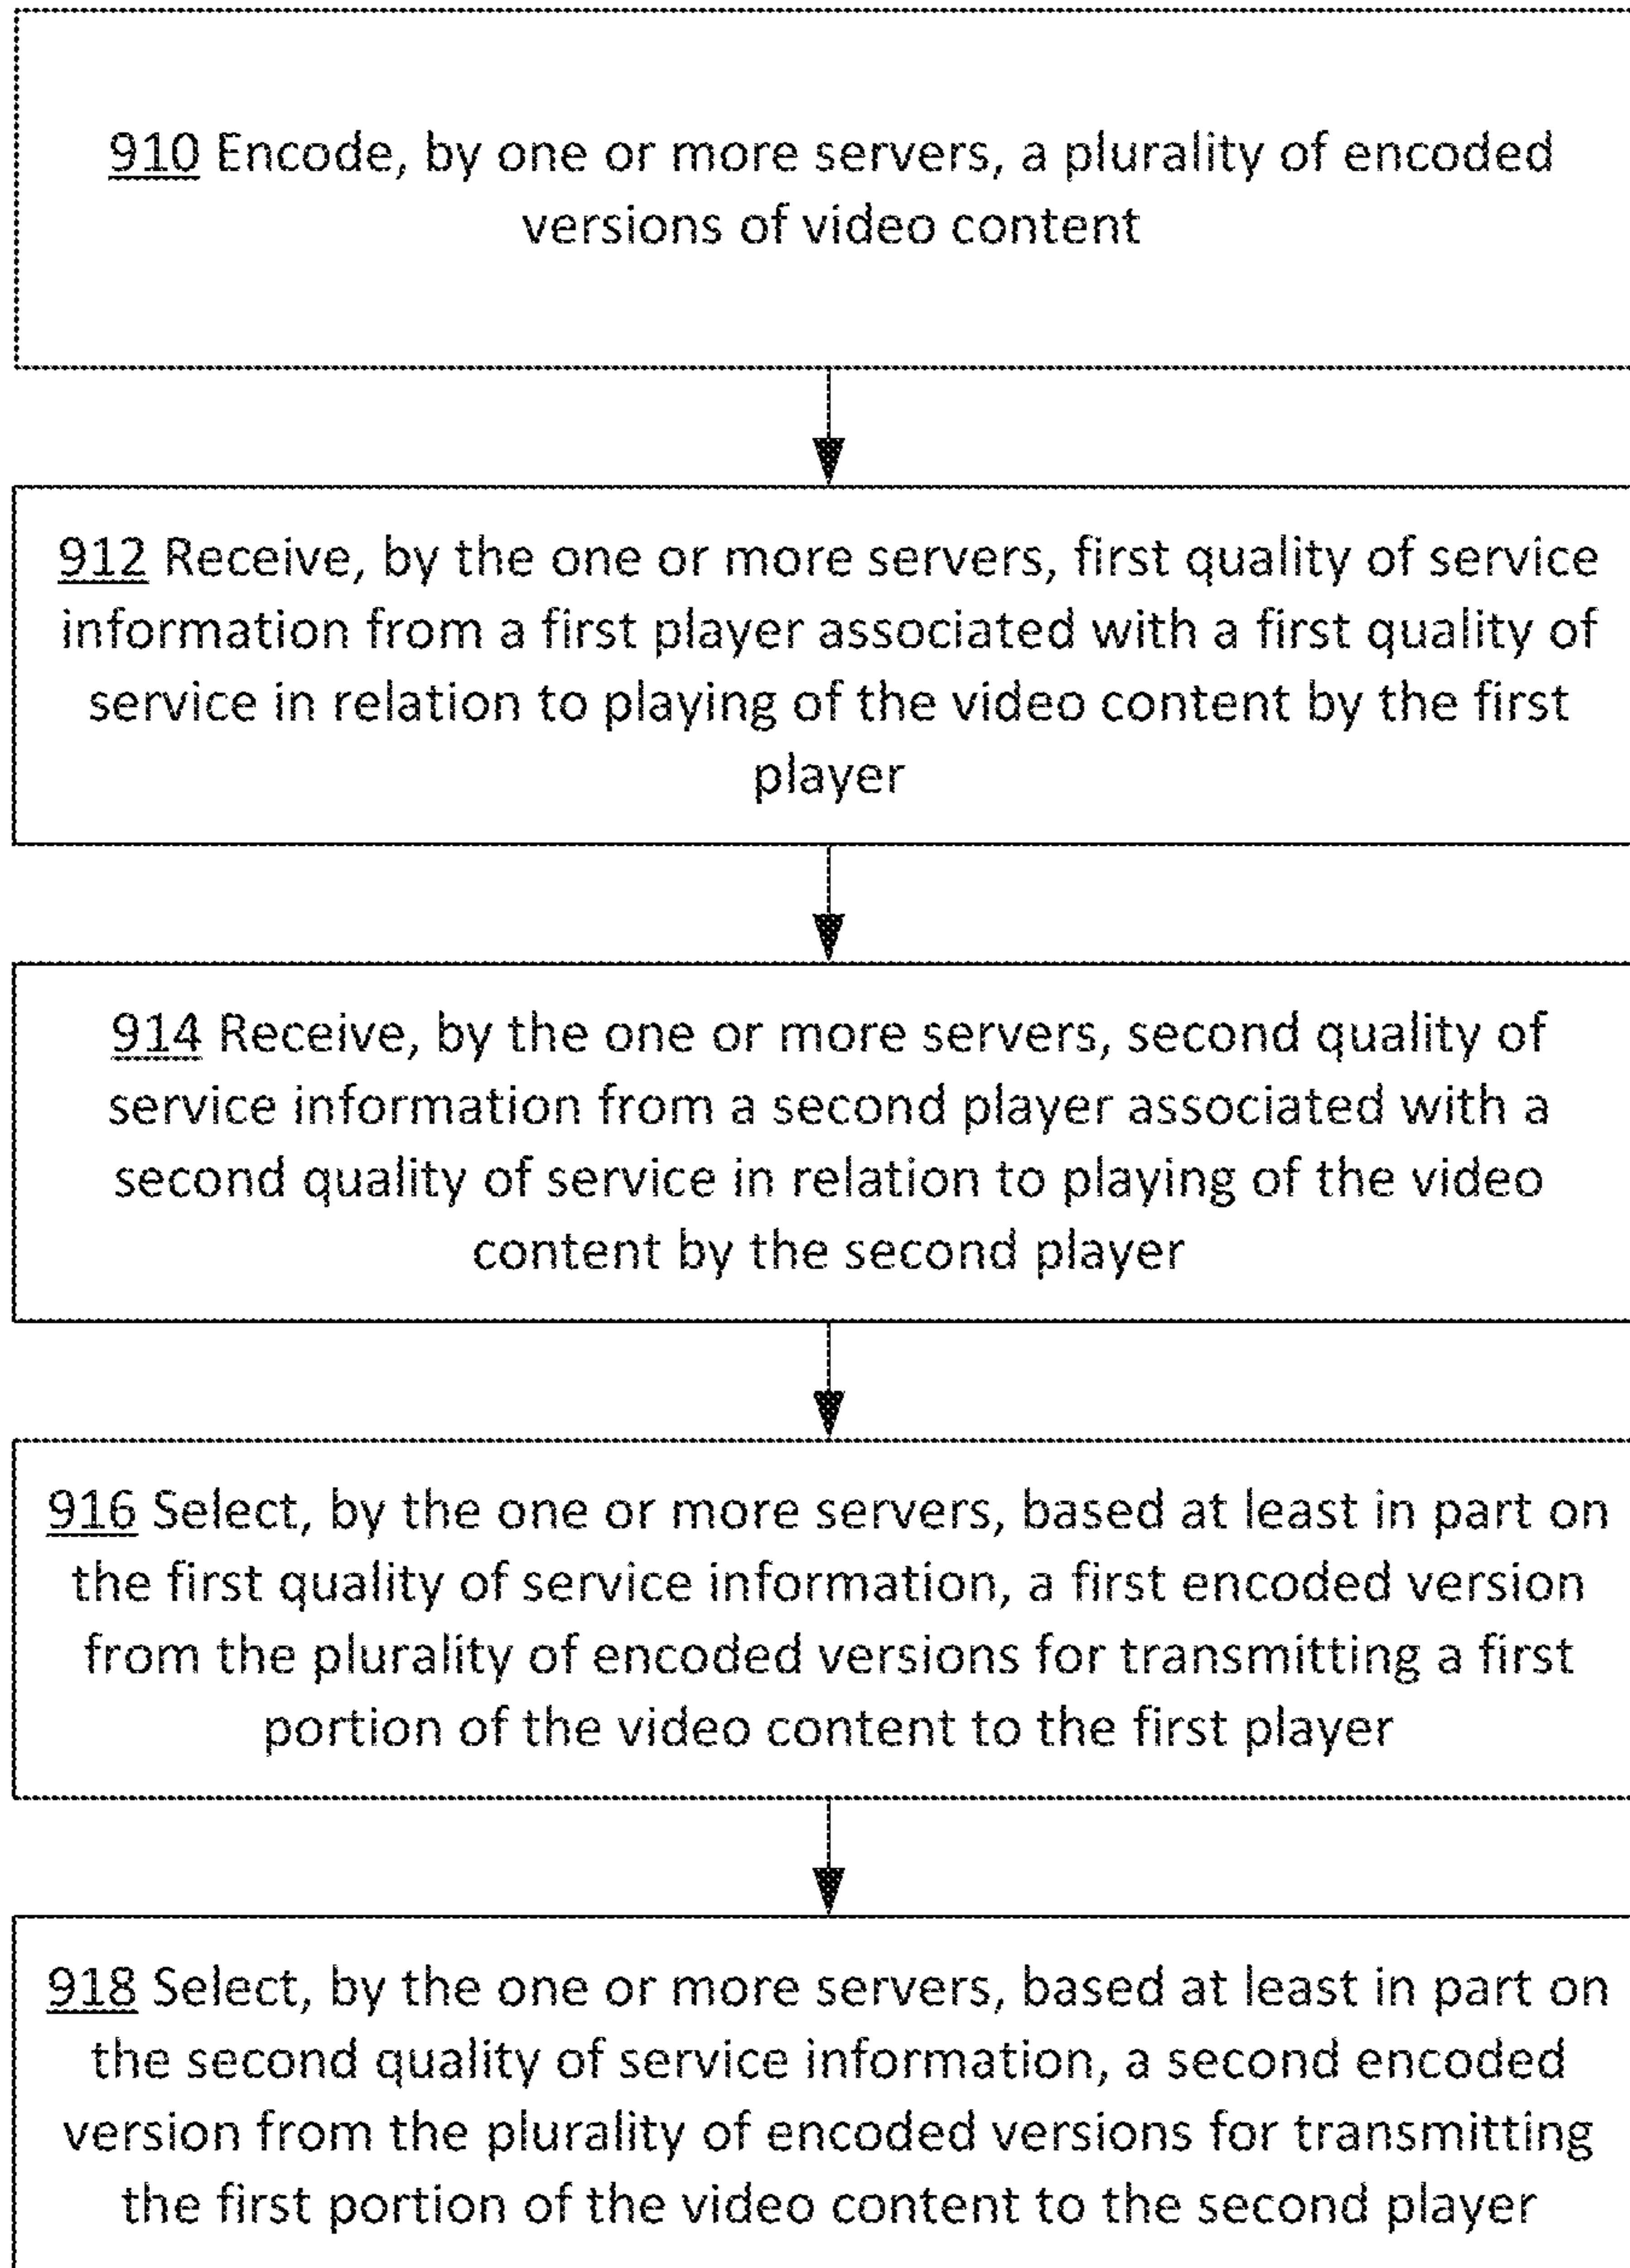 910 Encode, by one or more servers, a plurality of encoded
versions of video content
912 Receive, by the one or more servers, first quality of service
information from a first player associated with a first quality of
service in relation to playing of the video content by the first
player
914 Receive, by the one or more servers, second quality of
service information from a second player associated with a
second quality of service in relation to playing of the video
content by the second player
916 Select, by the one or more servers, based at least in part on
the first quality of service information, a first encoded version
from the plurality of encoded versions for transmitting a first
portion of the video content to the first player
918 Select, by the one or more servers, based at least in part on
the second quality of service information, a second encoded
version from the plurality of encoded versions for transmitting
the first portion of the video content to the second player